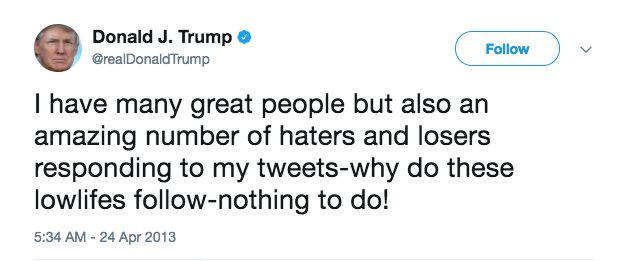 Donald J. Trump
@realDonaldTrump
Follow
I have many great people but also an
amazing number of haters and losers
responding to my tweets-why do these
lowlifes follow-nothing to do!
5:34 AM - 24 Apr 2013